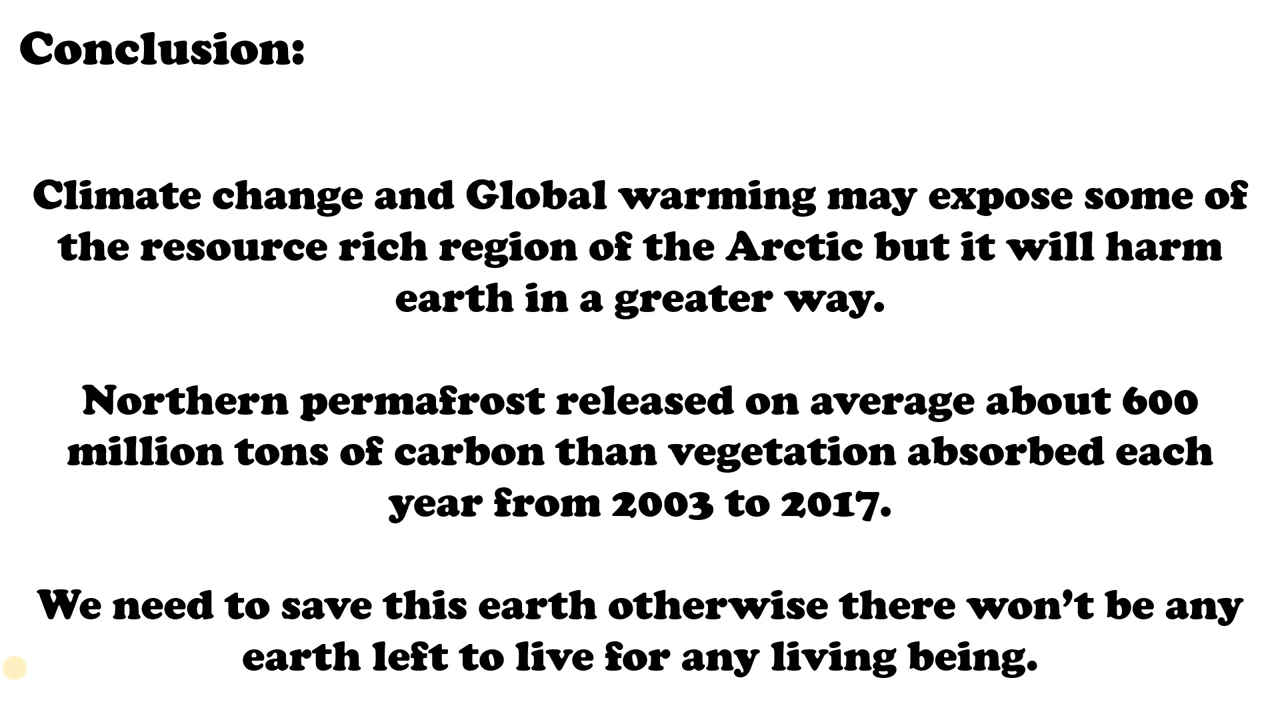 Conclusion:
Climate change and Global warming may expose some of
the resource rich region of the Arctic but it will harm
earth in a greater way.
Northern permafrost released on average about 600
million tons of carbon than vegetation absorbed each
year from 2003 to 2017.
We need to save this earth otherwise there won’t be any
earth left to live for any living being.